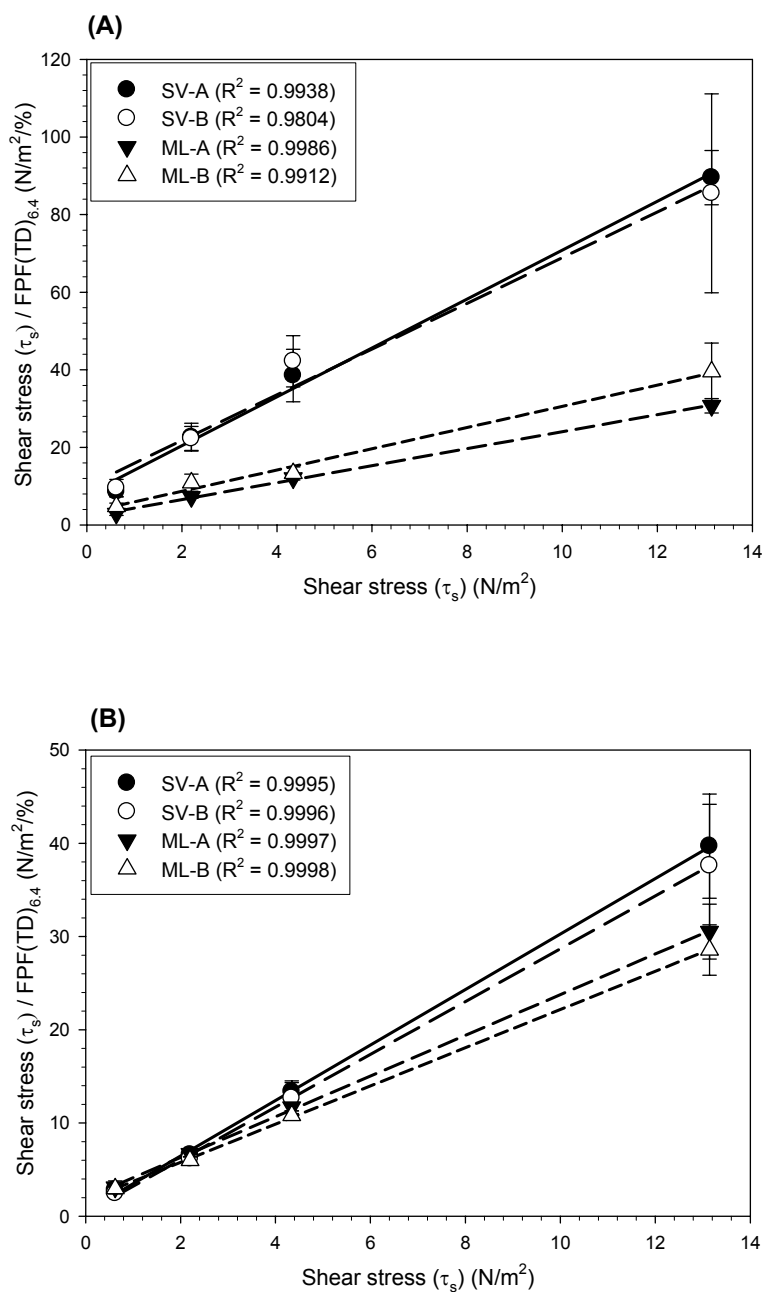 (A)
120
100
80
60
40
20
0
Shear stress (τs) / FPF(TD)6.4 (N/m2/%)
SV-A (R2 = 0.9938)
SV-B (R2 = 0.9804)
ML-A (R2 = 0.9986)
ML-B (R2 = 0.9912)
0 2 4 6 8 10 12 14
Shear stress (τs) (N/m2)
(B)
50
40
30
20
10
0
Shear stress (τs) / FPF(TD)6.4 (N/m2/%)
SV-A (R2 = 0.9995)
SV-B (R2 = 0.9996)
ML-A (R2 = 0.9997)
ML-B (R2 = 0.9998)
0 2 4 6 8 10 12 14
Shear stress (τs) (N/m2)